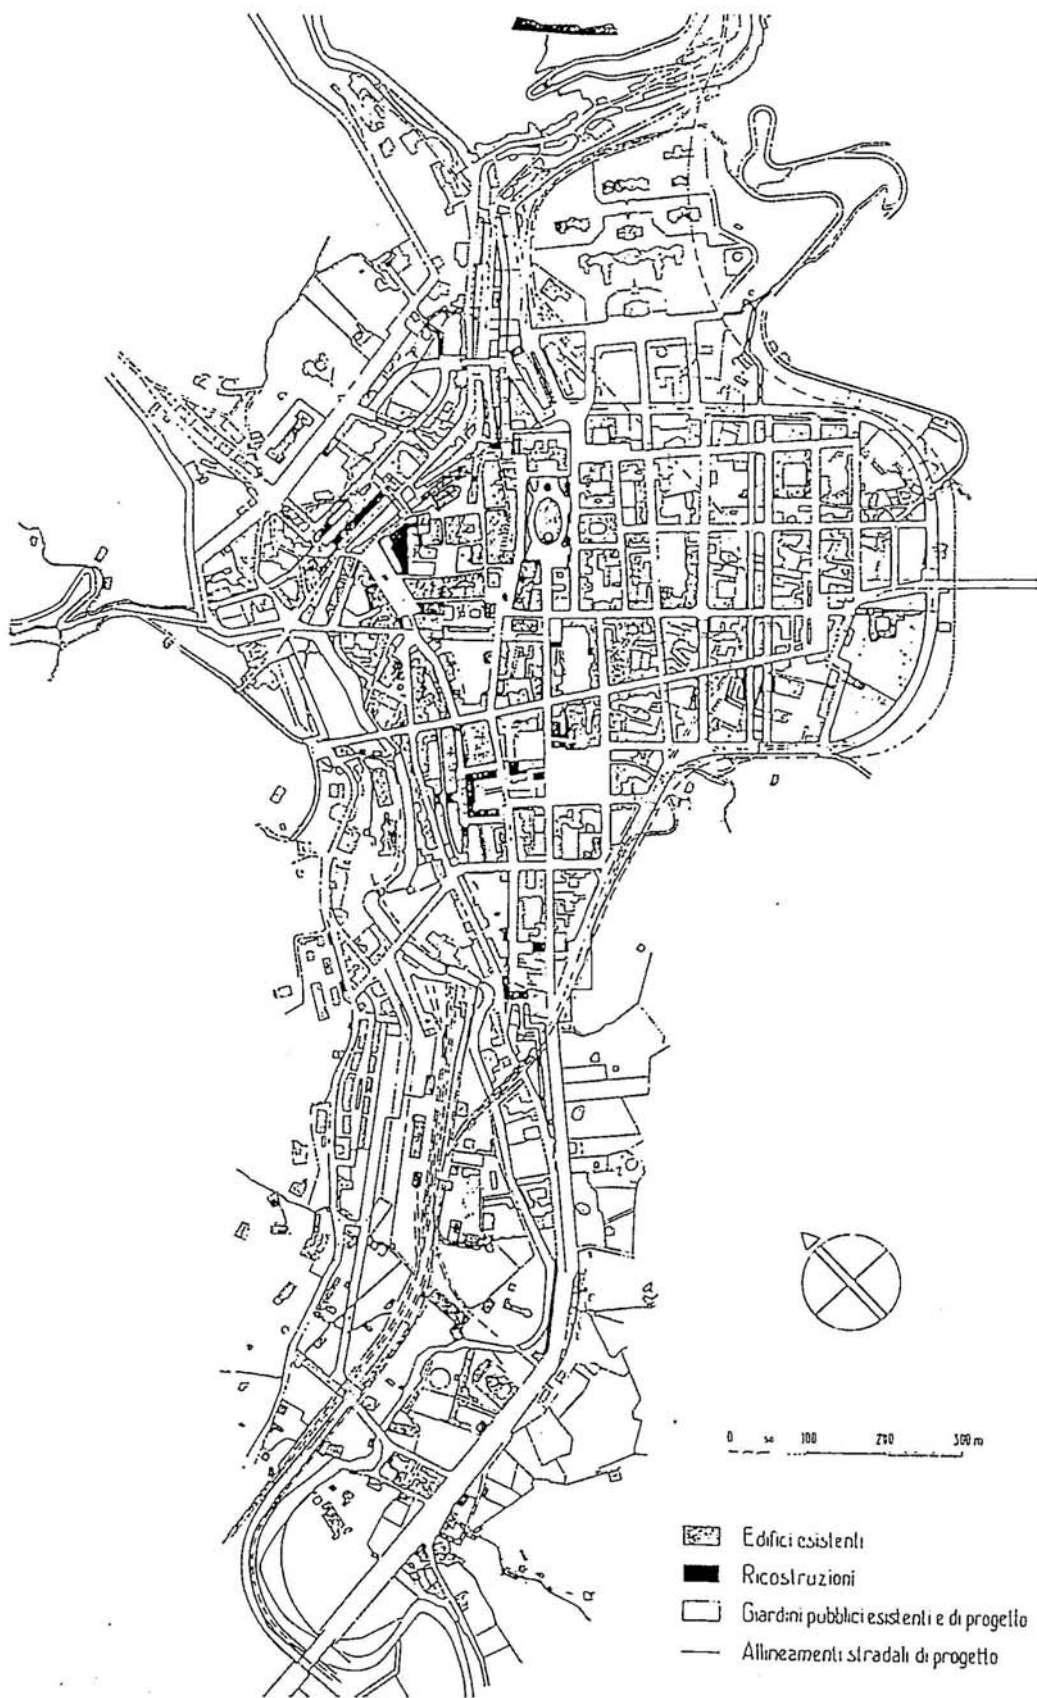 0 50 100 200 300 m
Edifici esistenti
Ricostruzioni
Giardini pubblici esistenti e di progetto
Allineamenti stradali di progetto